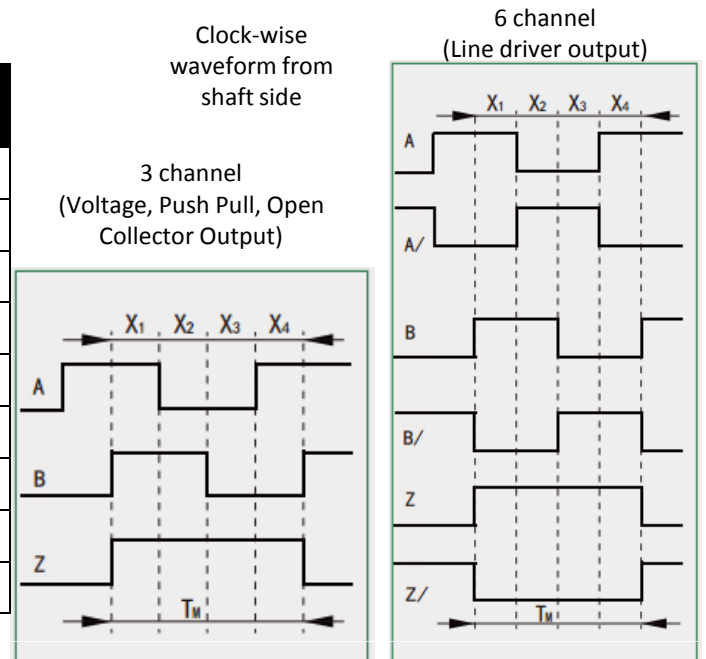 Clock-wise
waveform from
shaft side
3 channel
(Voltage, Push Pull, Open
Collector Output)
X1 X2 X3 X4
A
B
Z
TM
6 channel
(Line driver output)
X1 X2 X3 X4
A
A/
B
B/
Z
Z/
TM